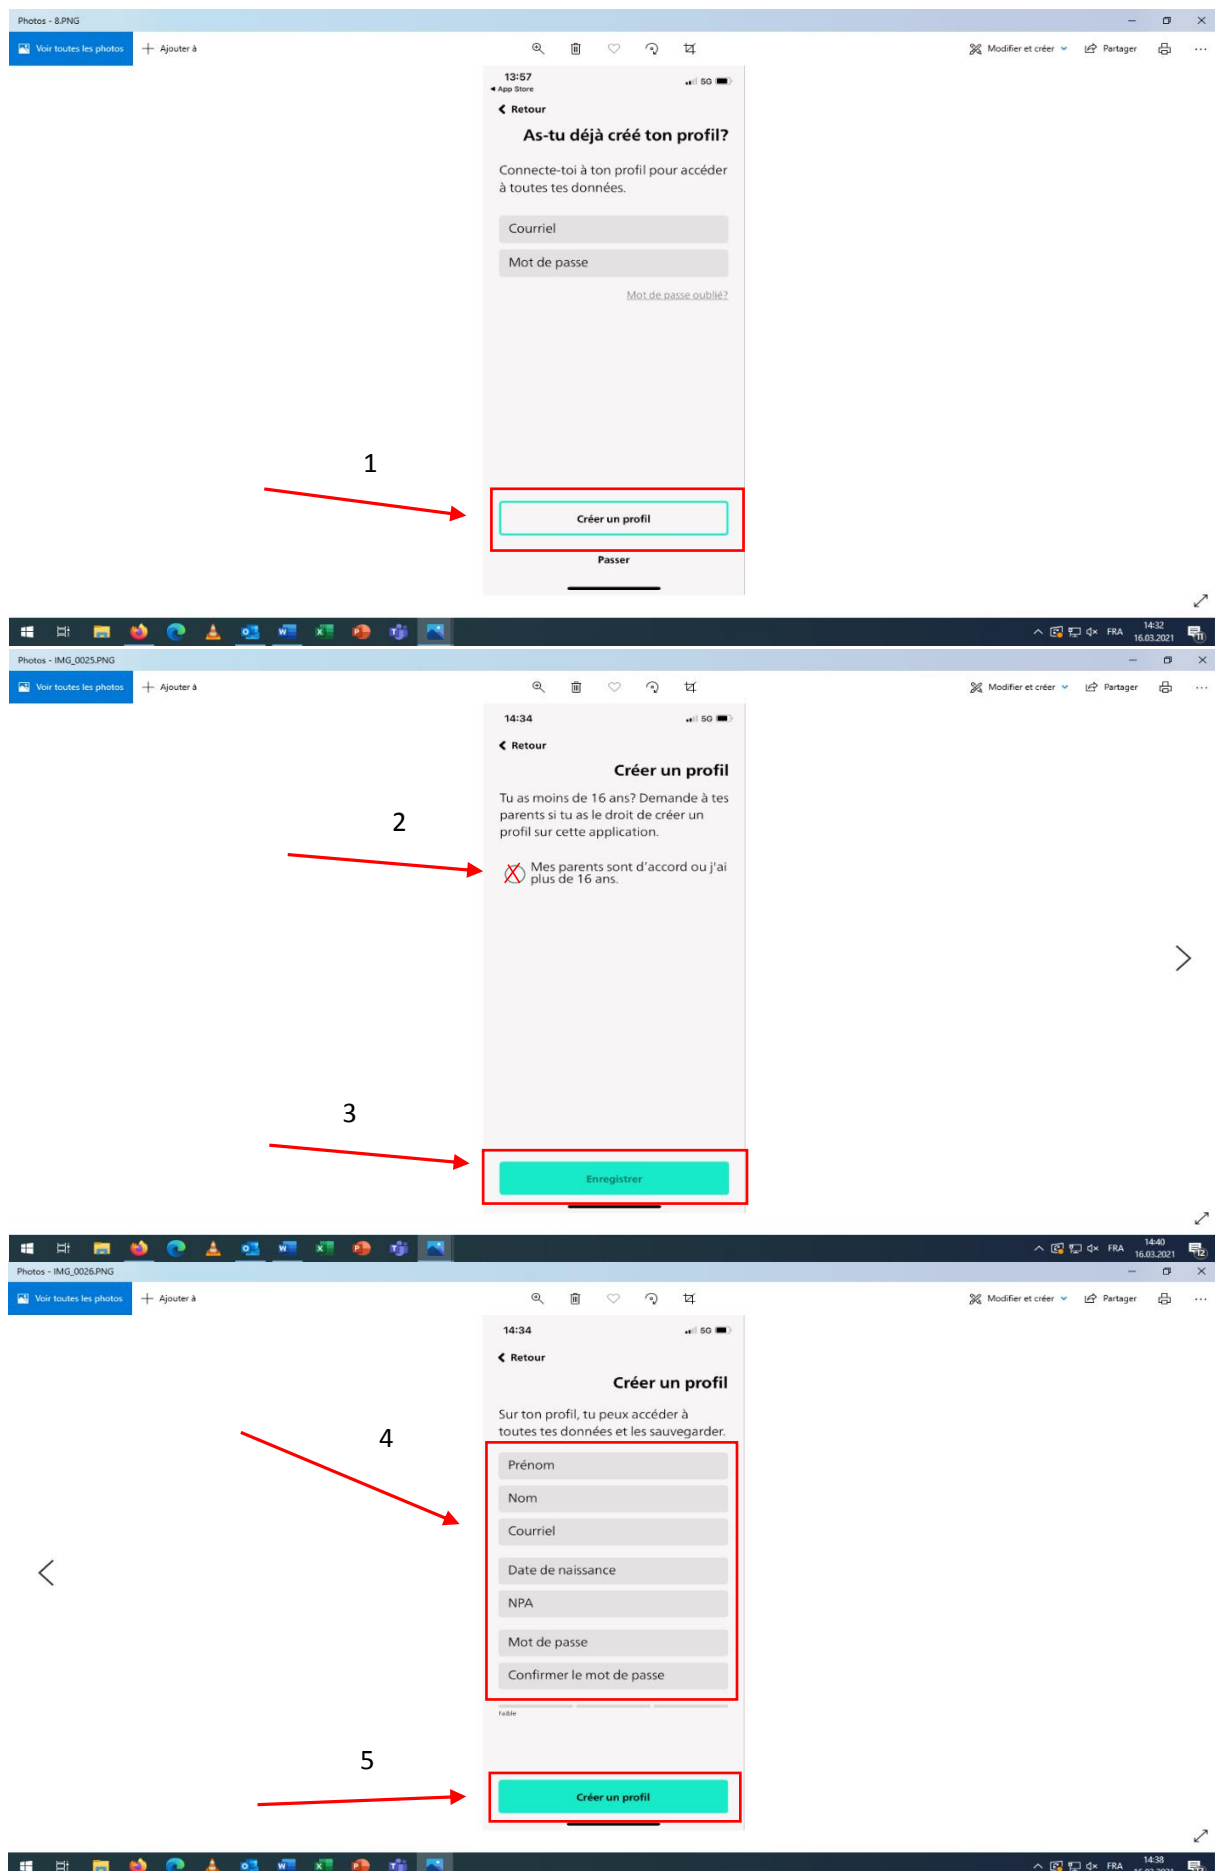 Photos - 8.PNG
Voir toutes les photos
Ajouter à
Modifier et créer
Partager
13:57
5G
App Store
Retour
As-tu déjà créé ton profil?
Connecte-toi à ton profil pour accéder
à toutes tes données.
Courriel
Mot de passe
Mot de passe oublié?
1
Créer un profil
Passer
FRA
14:32
16.03.2021
11
Photos - IMG_0025.PNG
Voir toutes les photos
Ajouter à
Modifier et créer
Partager
14:34
5G
Retour
Créer un profil
Tu as moins de 16 ans? Demande à tes
parents si tu as le droit de créer un
profil sur cette application.
2
Mes parents sont d'accord ou j'ai
plus de 16 ans.
3
Enregistrer
FRA
14:40
16.03.2021
12
Photos - IMG_0026.PNG
Voir toutes les photos
Ajouter à
Modifier et créer
Partager
14:34
5G
Retour
Créer un profil
Sur ton profil, tu peux accéder à
toutes tes données et les sauvegarder.
4
Prénom
Nom
Courriel
Date de naissance
NPA
Mot de passe
Confirmer le mot de passe
Faible
5
Créer un profil
FRA
14:38
16.03.2021